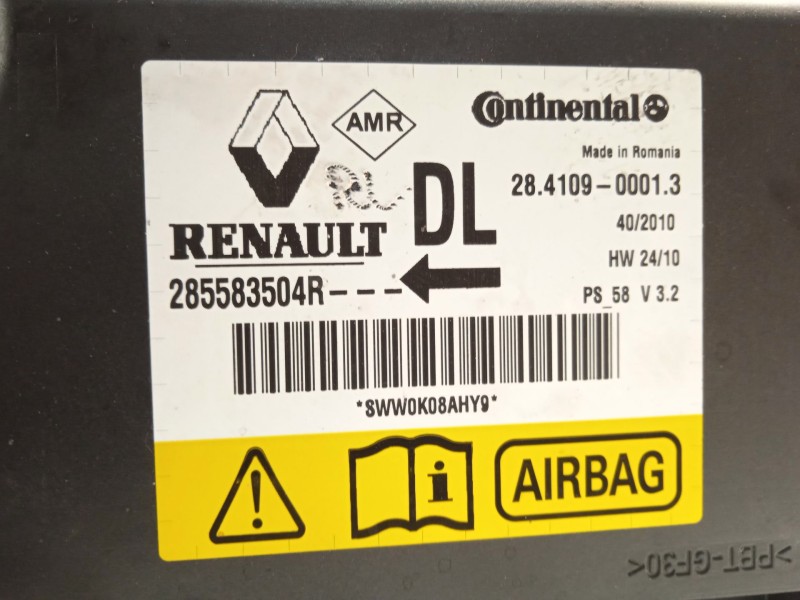 AMR
Continental
Made in Romania
DL
28.4109-0001.3
RENAULT
40/2010
HW 24/10
285583504R---
PS_58 V 3.2
*SWW0K08AHY9*
AIRBAG
>PBT-GF30<